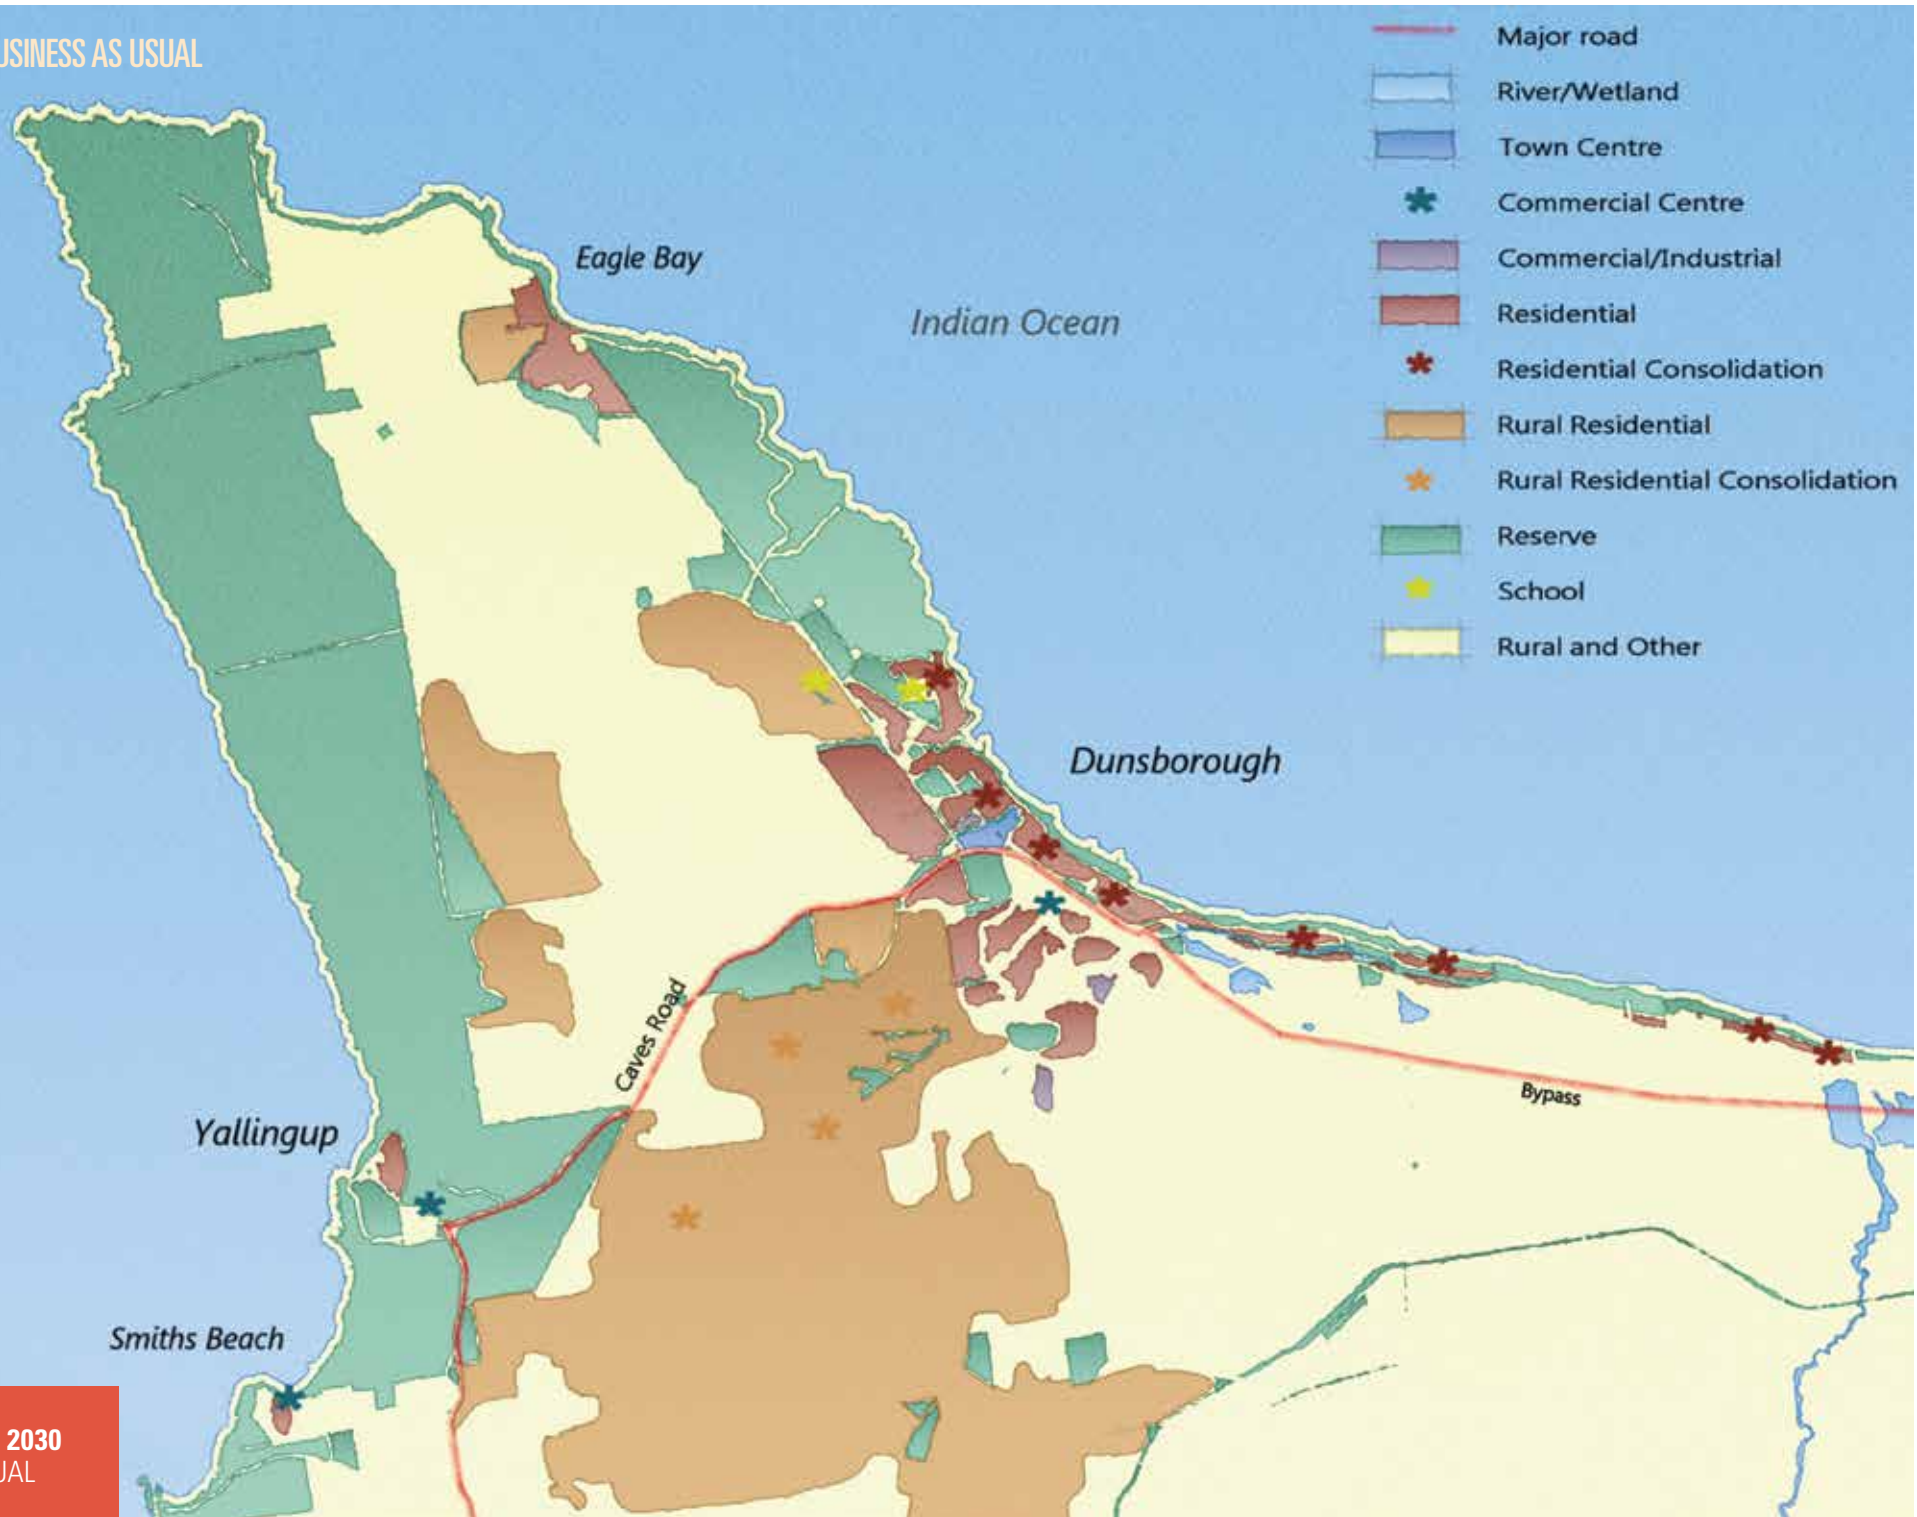 USINESS AS USUAL
Major road
River/Wetland
Town Centre
Commercial Centre
Commercial/Industrial
Residential
Residential Consolidation
Rural Residential
Rural Residential Consolidation
Reserve
School
Rural and Other
Eagle Bay
Indian Ocean
Dunsborough
Caves Road
Bypass
Yallingup
Smiths Beach
2030
UAL